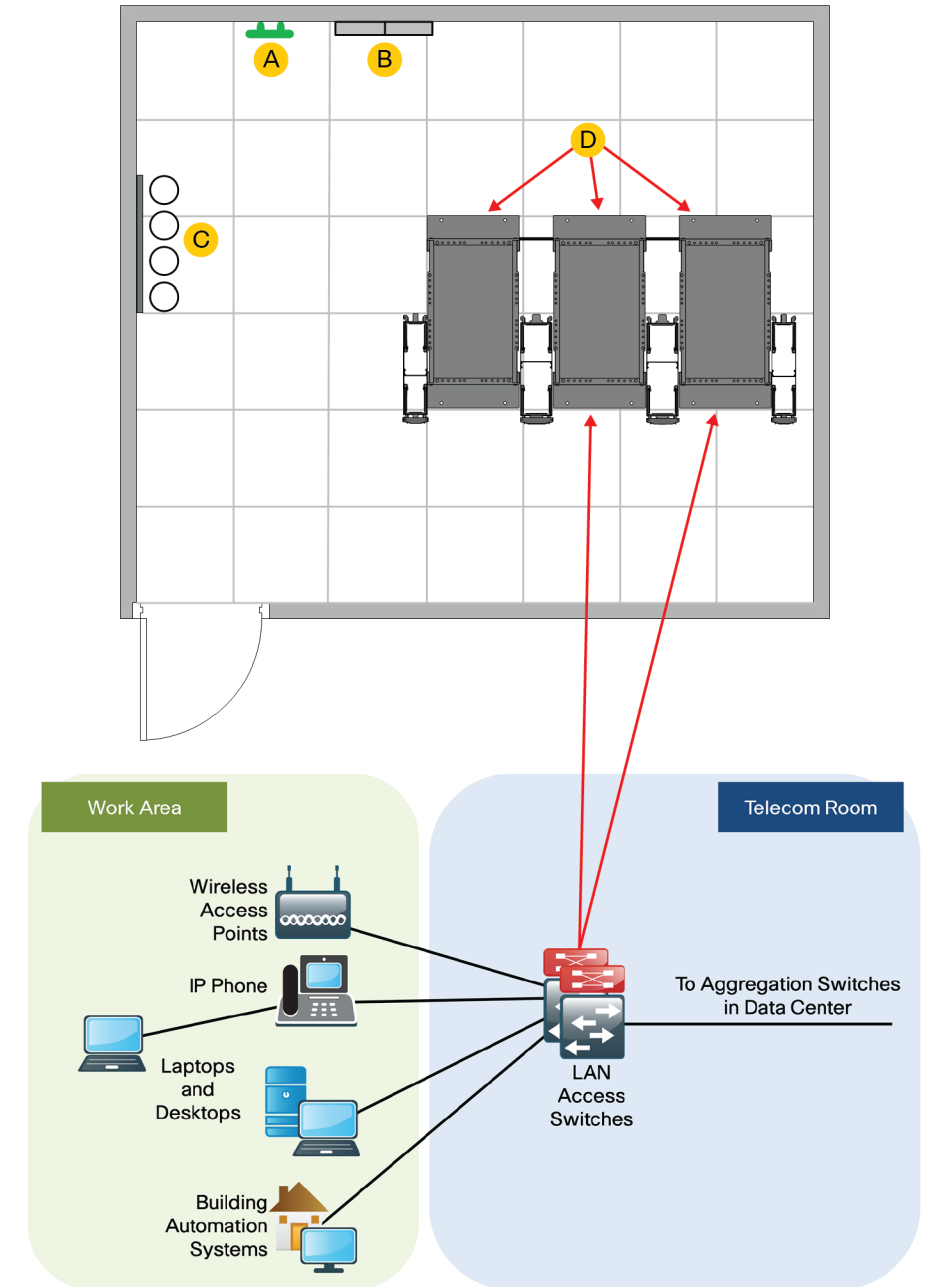 A
B
D
C
Work Area
Telecom Room
Wireless
Access
Points
IP Phone
Laptops
and
Desktops
Building
Automation
Systems
To Aggregation Switches
in Data Center
LAN
Access
Switches